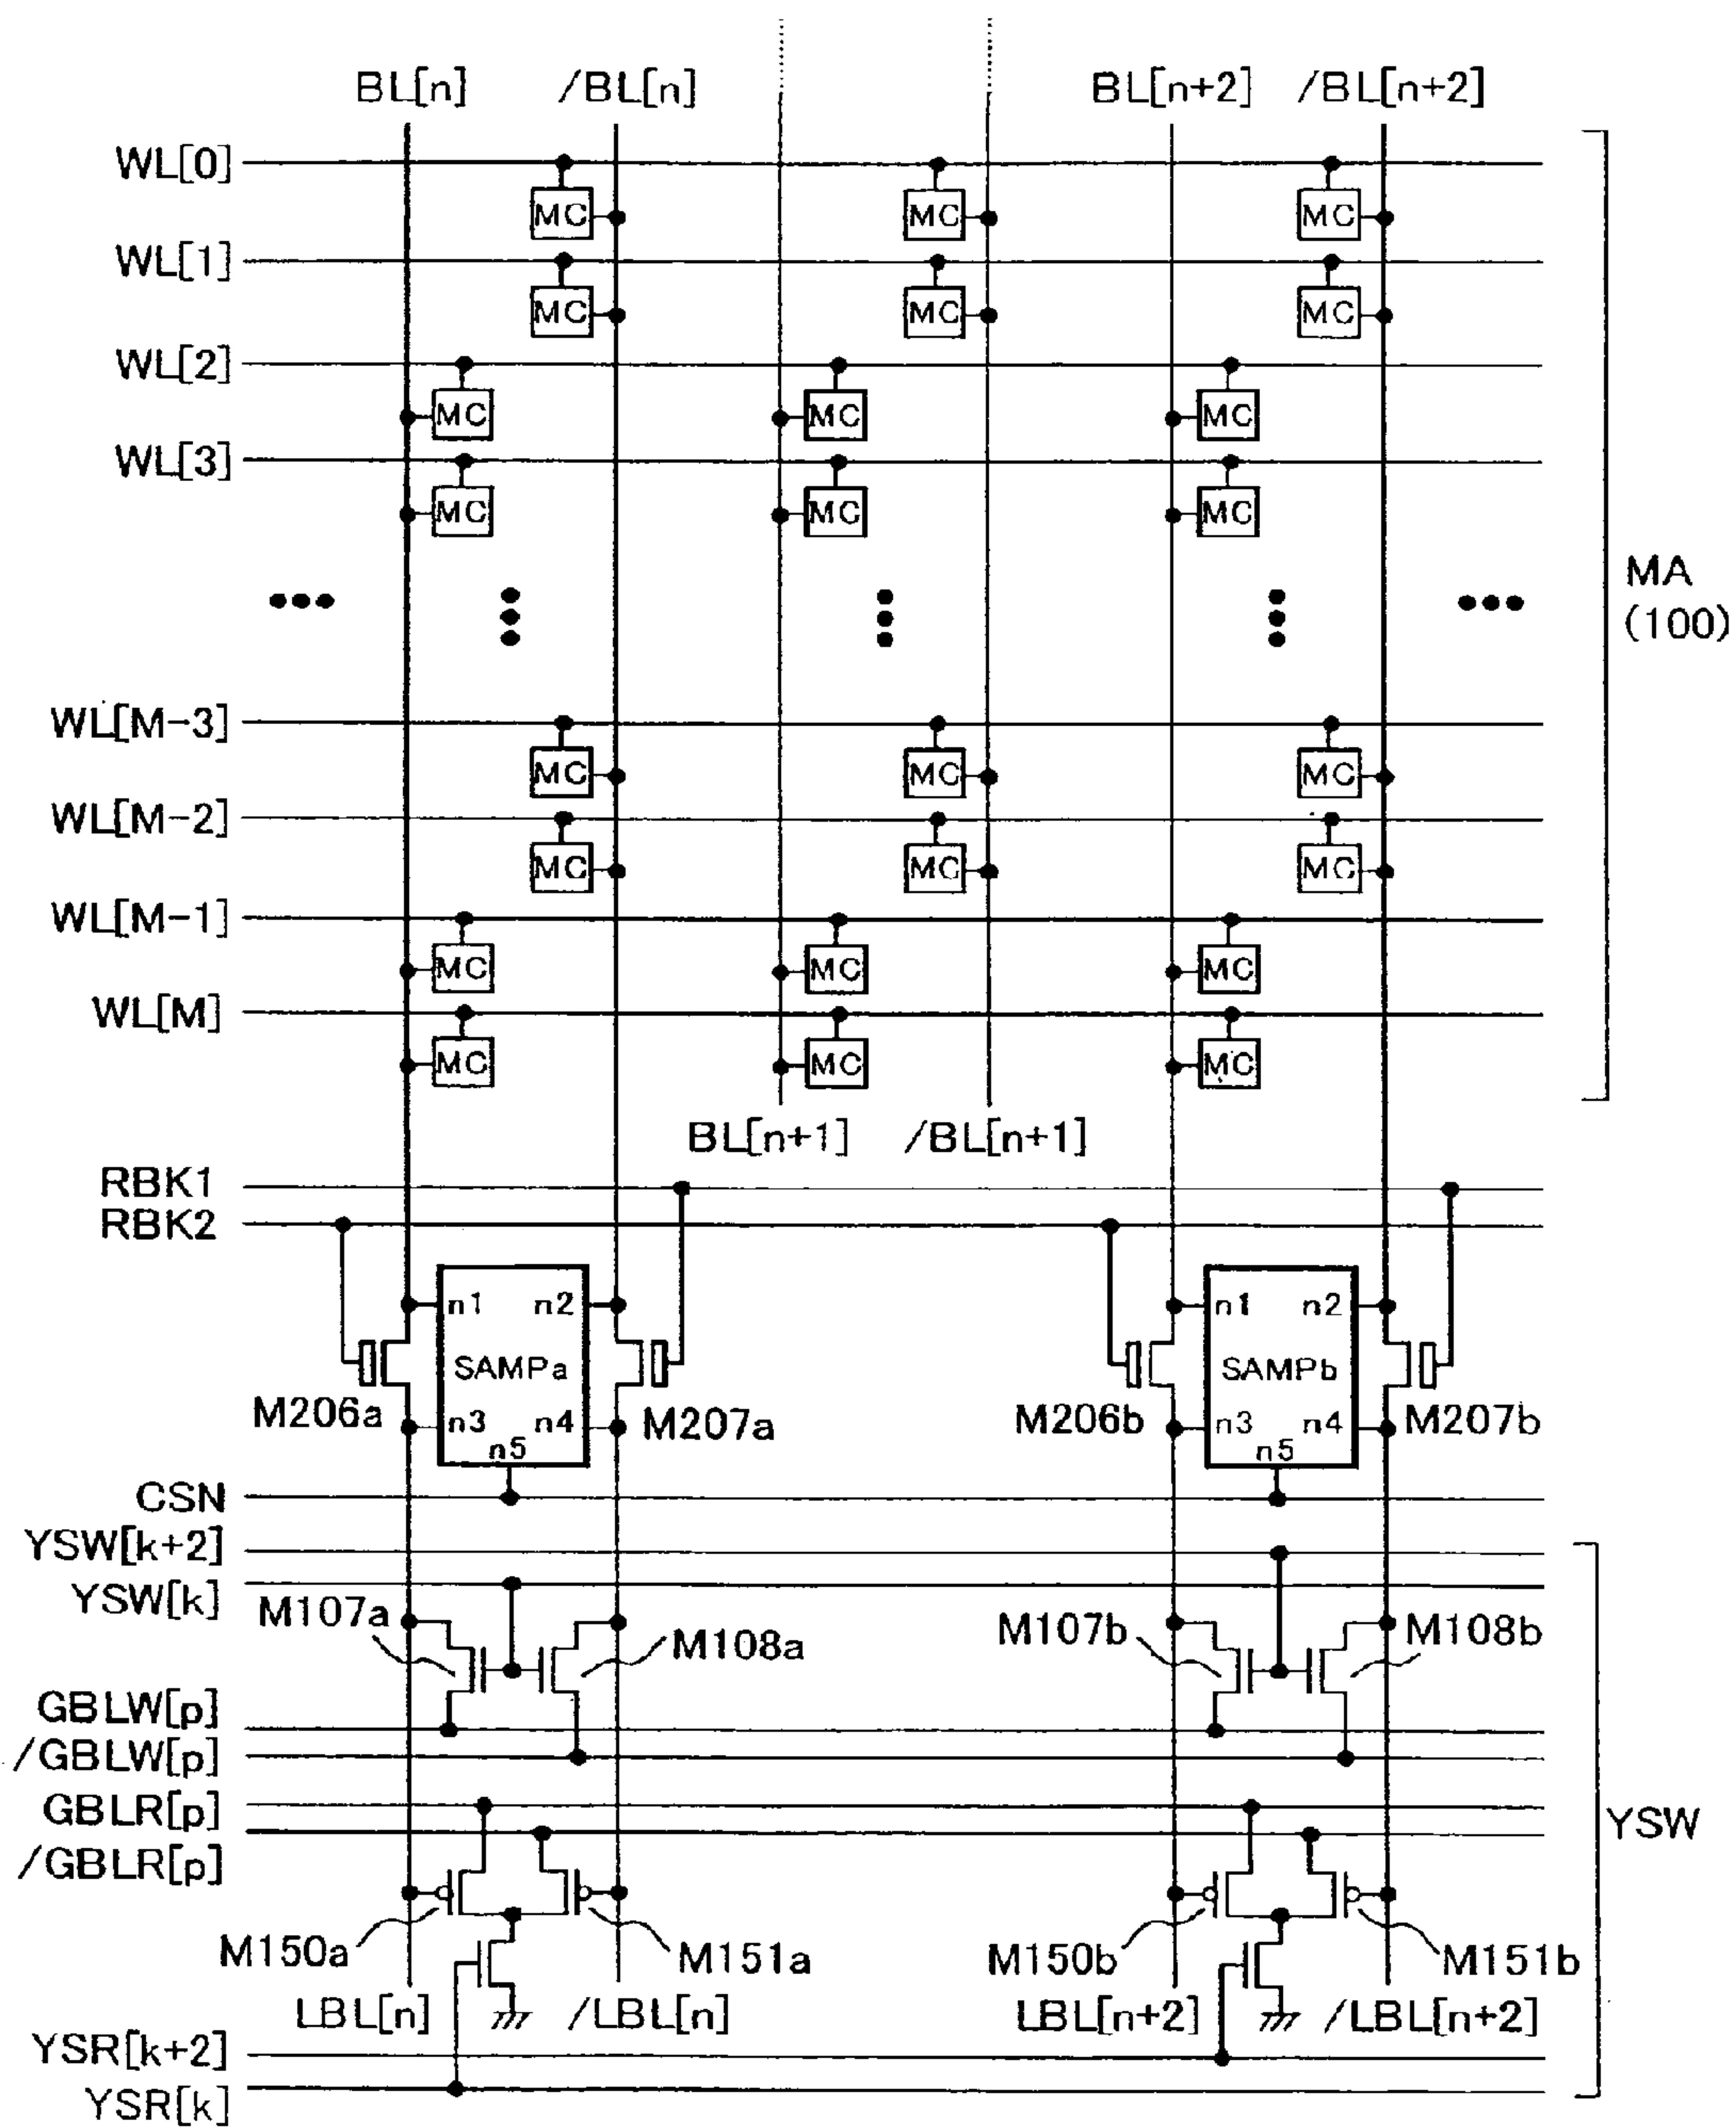 BL[n] /BL[n] BL[n+2] /BL[n+2]
WL[0]
MC MC MC
WL[1]
MC MC MC
WL[2]
MC MC MC
WL[3]
MC MC MC
MA
(100)
WL[M-3]
MC MC MC
WL[M-2]
MC MC MC
WL[M-1]
MC MC MC
WL[M]
MC MC MC
BL[n+1] /BL[n+1]
RBK1
RBK2
n1 n2 n1 n2
SAMPa SAMPb
M206a n3 n4 M207a M206b n3 n4 M207b
n5 n5
CSN
YSW[k+2]
YSW[k]
M107a M108a M107b M108b
GBLW[p]
/GBLW[p]
GBLR[p]
YSW
/GBLR[p]
M150a M151a M150b M151b
LBL[n] /LBL[n] LBL[n+2] /LBL[n+2]
YSR[k+2]
YSR[k]